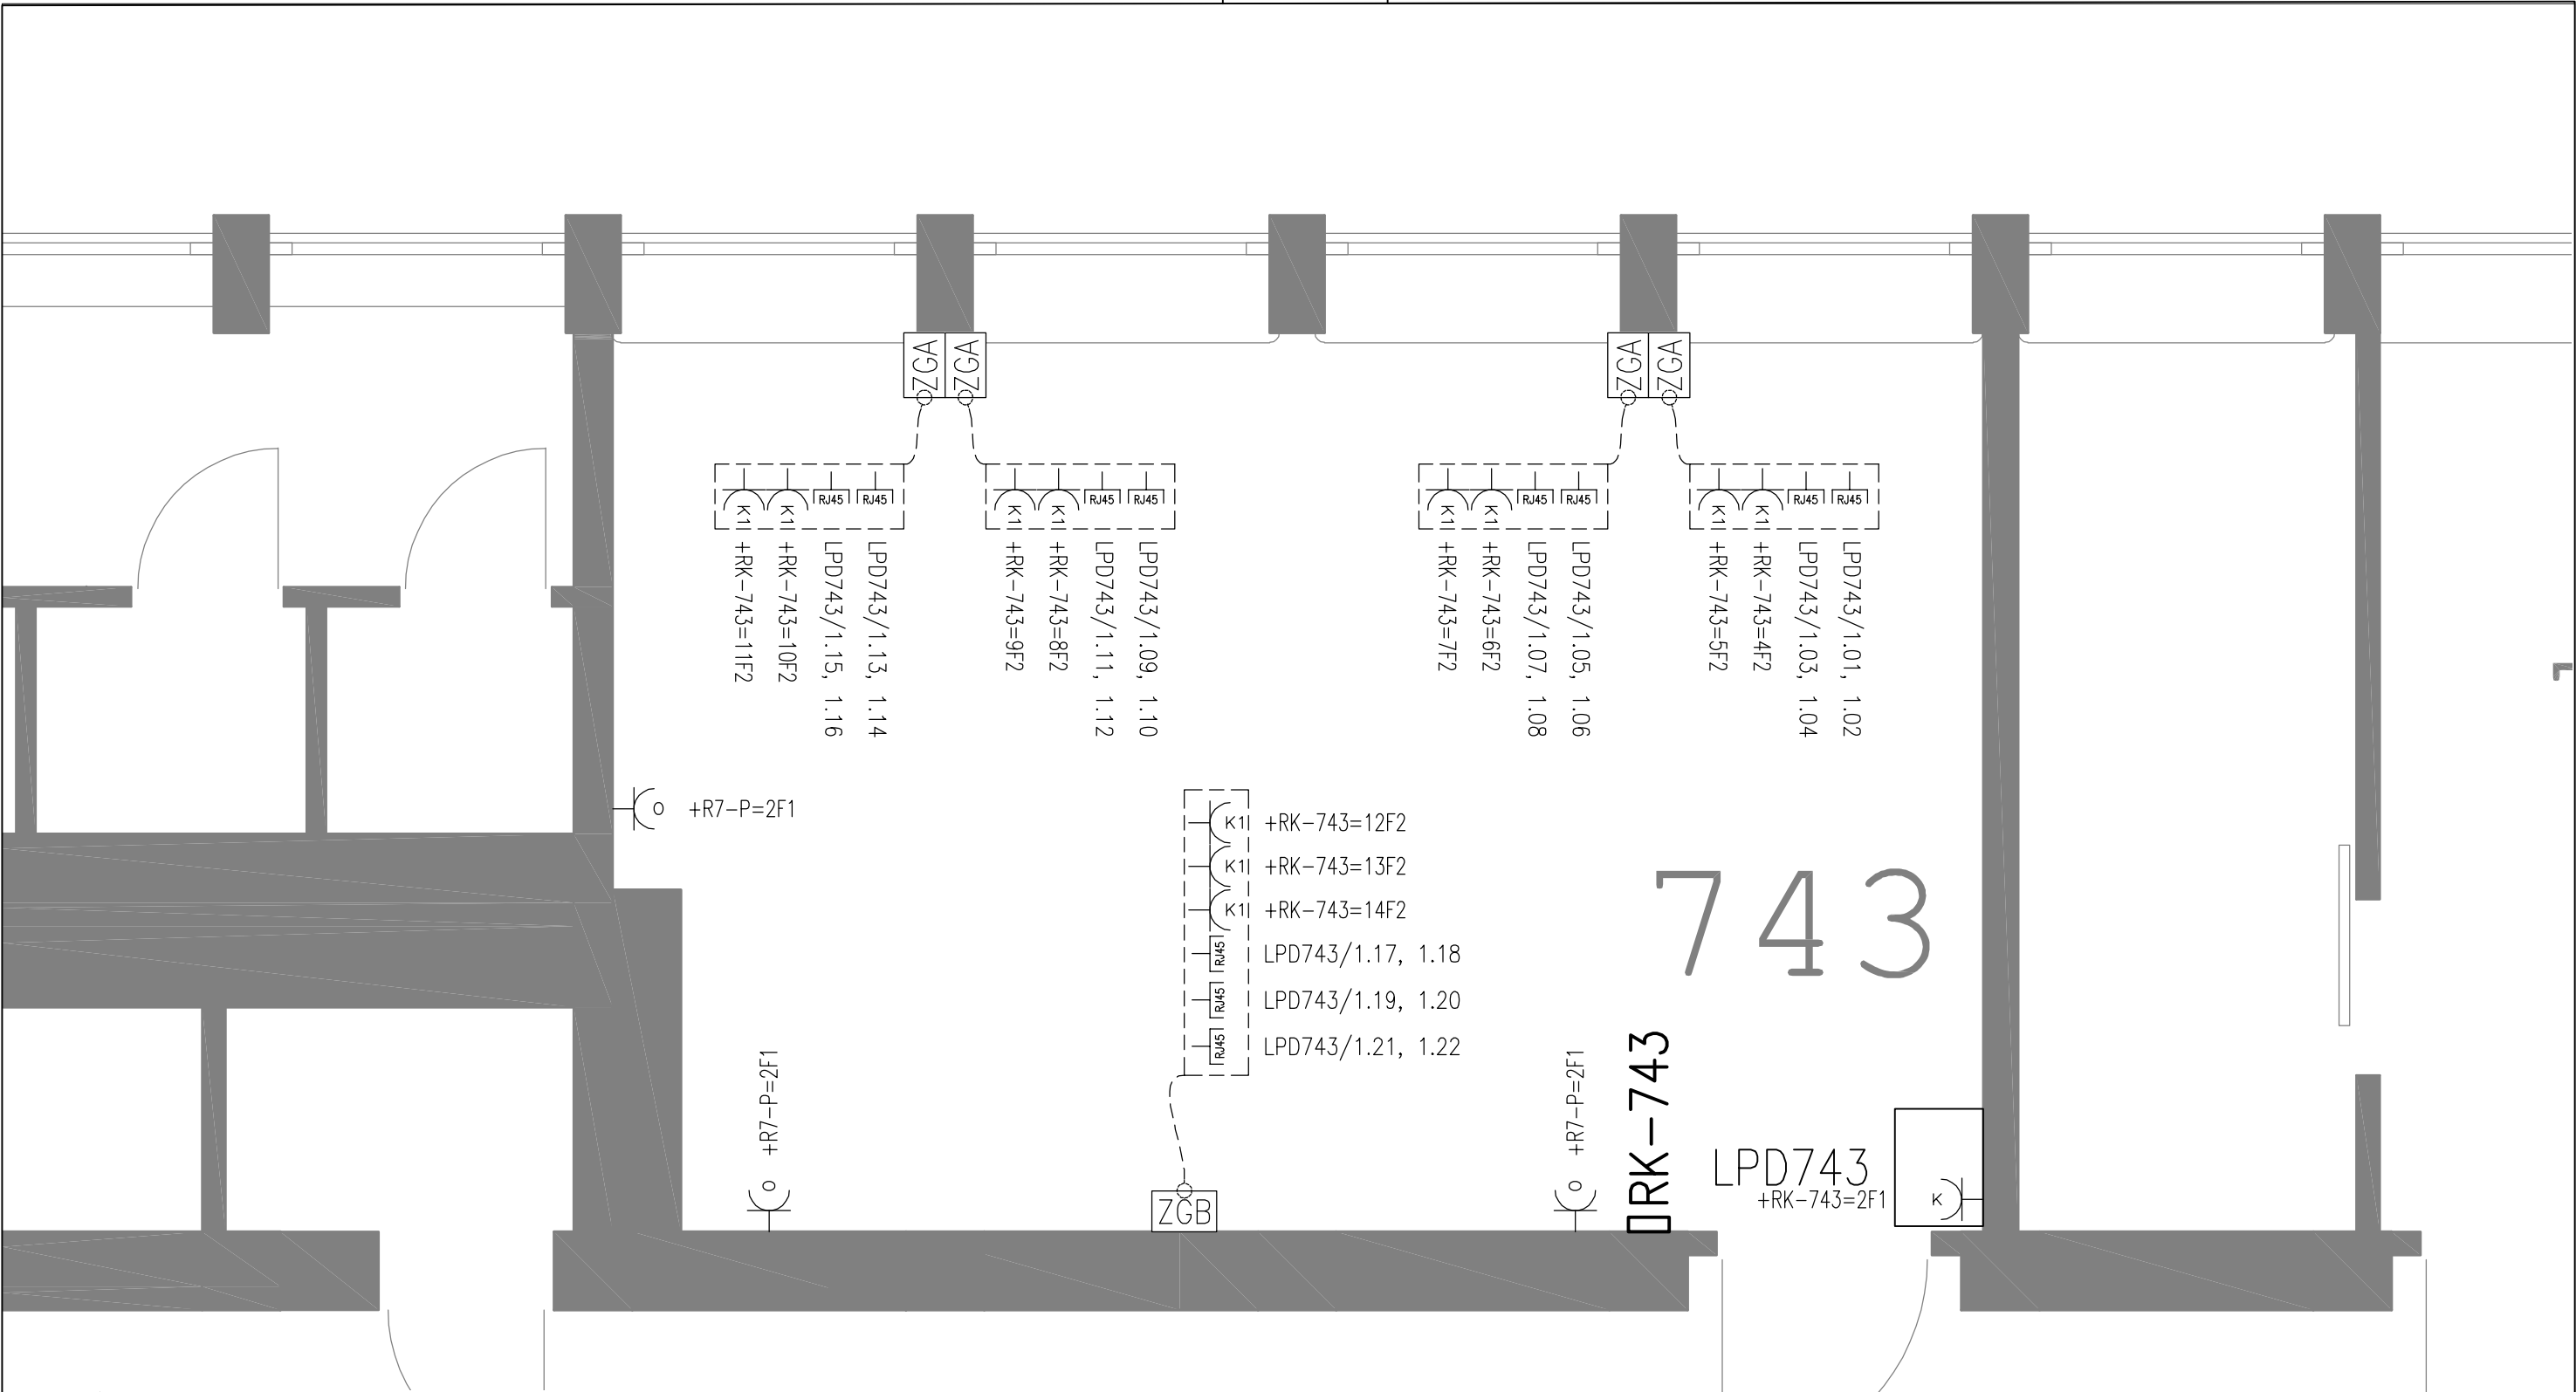 ZGA
ZGA
ZGA
ZGA
K1
K1
RJ45
RJ45
K1
K1
RJ45
RJ45
K1
K1
RJ45
RJ45
K1
K1
RJ45
RJ45
+RK-743=11F2
+RK-743=10F2
LPD743/1.15, 1.16
LPD743/1.13, 1.14
+RK-743=9F2
+RK-743=8F2
LPD743/1.11, 1.12
LPD743/1.09, 1.10
+RK-743=7F2
+RK-743=6F2
LPD743/1.07, 1.08
LPD743/1.05, 1.06
+RK-743=5F2
+RK-743=4F2
LPD743/1.03, 1.04
LPD743/1.01, 1.02
0 +R7-P=2F1
K1 +RK-743=12F2
K1 +RK-743=13F2
K1 +RK-743=14F2
RJ45 LPD743/1.17, 1.18
RJ45 LPD743/1.19, 1.20
RJ45 LPD743/1.21, 1.22
743
0 +R7-P=2F1
ZGB
0 +R7-P=2F1
RK-743
LPD743
+RK-743=2F1
K